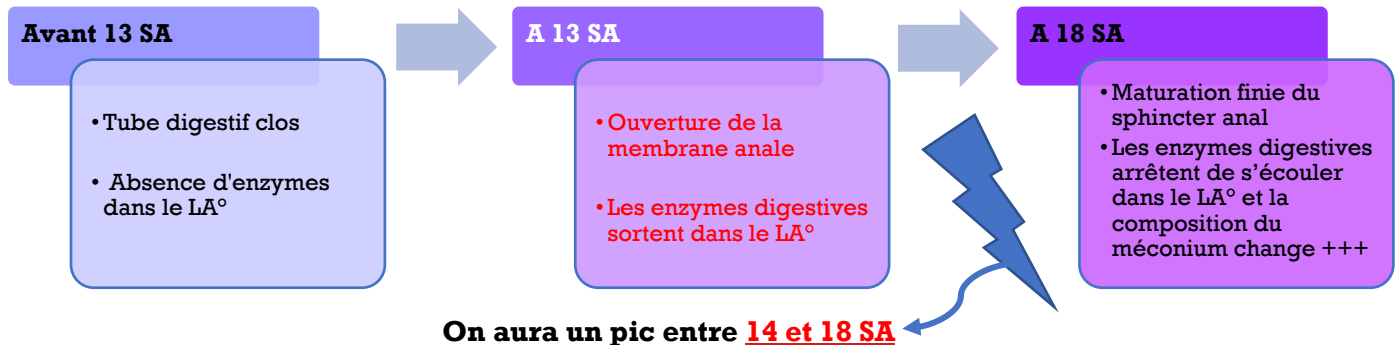 Avant 13 SA
•Tube digestif clos
• Absence d'enzymes
dans le LA°
A 13 SA
•Ouverture de la
membrane anale
•Les enzymes digestives
sortent dans le LA°
A 18 SA
•Maturation finie du
sphincter anal
•Les enzymes digestives
arrêtent de s’écouler
dans le LA° et la
composition du
méconium change +++
On aura un pic entre 14 et 18 SA